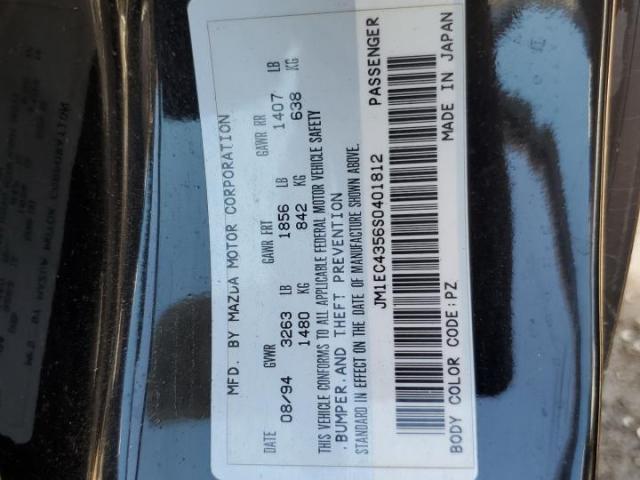 MFD. BY MAZDA MOTOR CORPORATION
DATE GVWR GAWR FRT GAWR RR
08/94 3263 LB 1856 LB 1407 LB
1480 KG 842 KG 638 KG
THIS VEHICLE CONFORMS TO ALL APPLICABLE FEDERAL MOTOR VEHICLE SAFETY
, BUMPER, AND THEFT PREVENTION
STANDARDS IN EFFECT ON THE DATE OF MANUFACTURE SHOWN ABOVE.
JM1EC4356S0401812 PASSENGER
BODY COLOR CODE:PZ MADE IN JAPAN